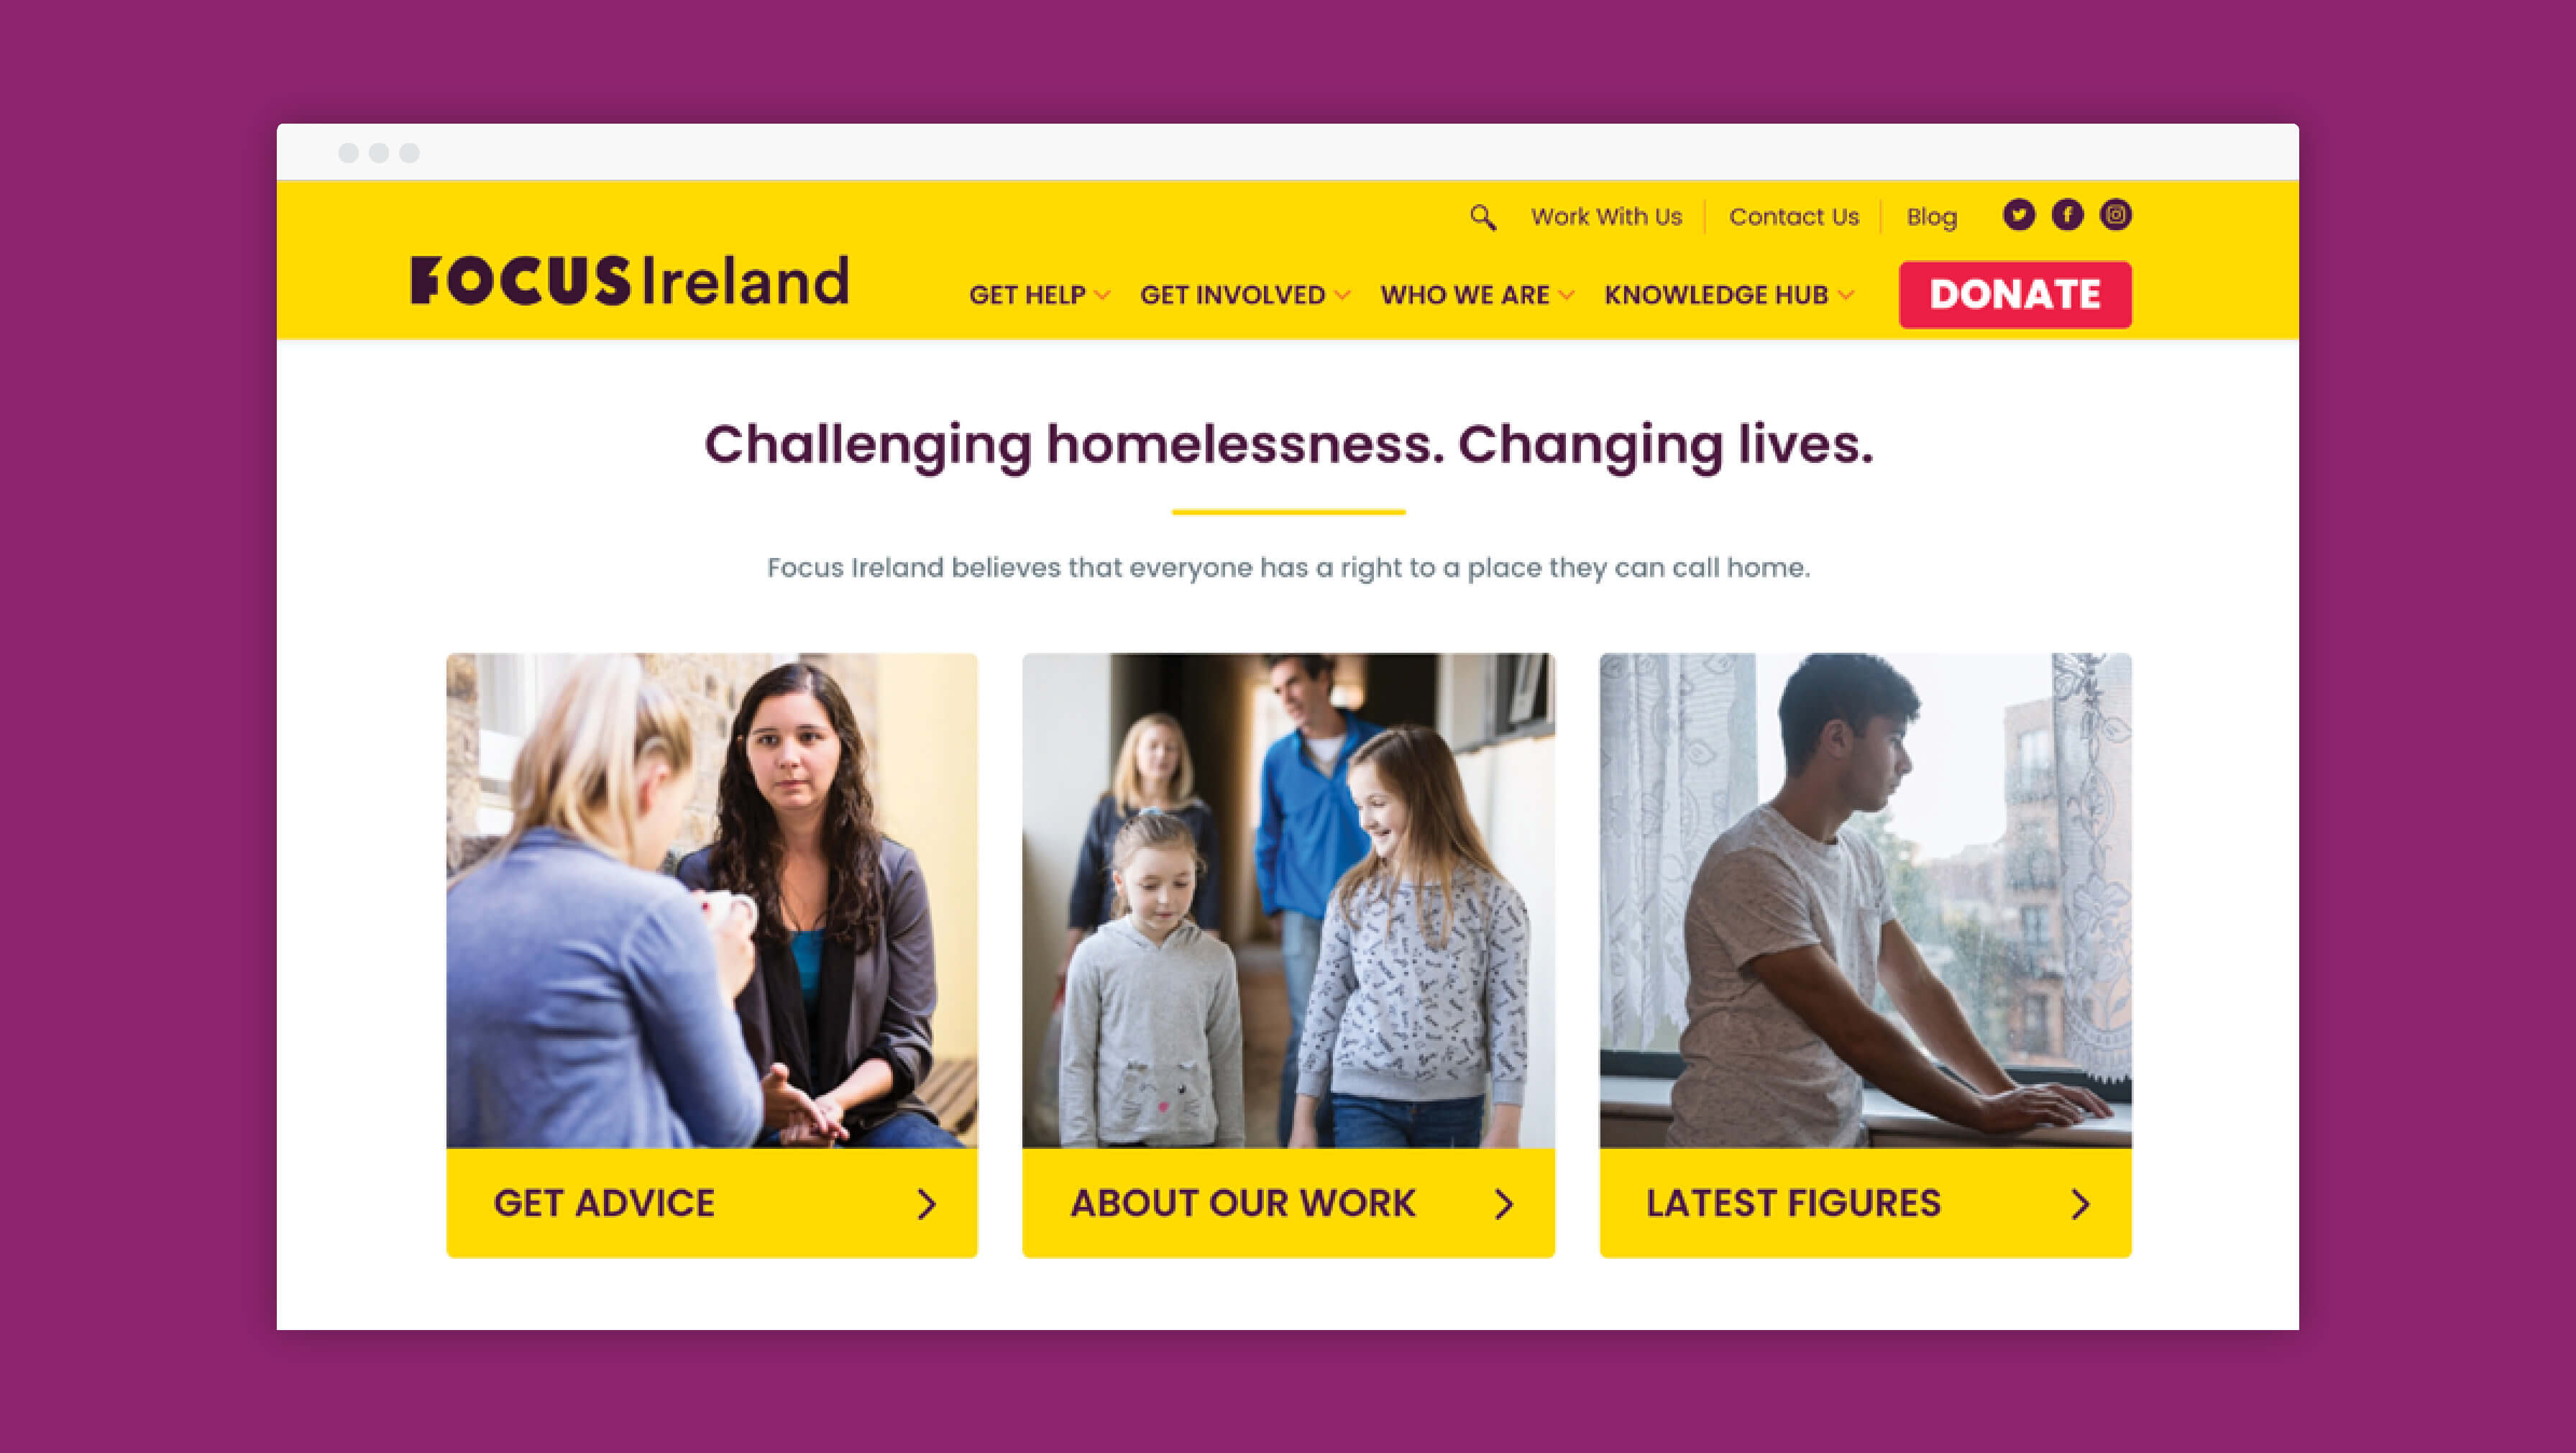 Work With Us
Contact Us
Blog
FOCUS Ireland
GET HELP
GET INVOLVED
WHO WE ARE
KNOWLEDGE HUB
DONATE
Challenging homelessness. Changing lives.
Focus Ireland believes that everyone has a right to a place they can call home.
GET ADVICE
ABOUT OUR WORK
LATEST FIGURES